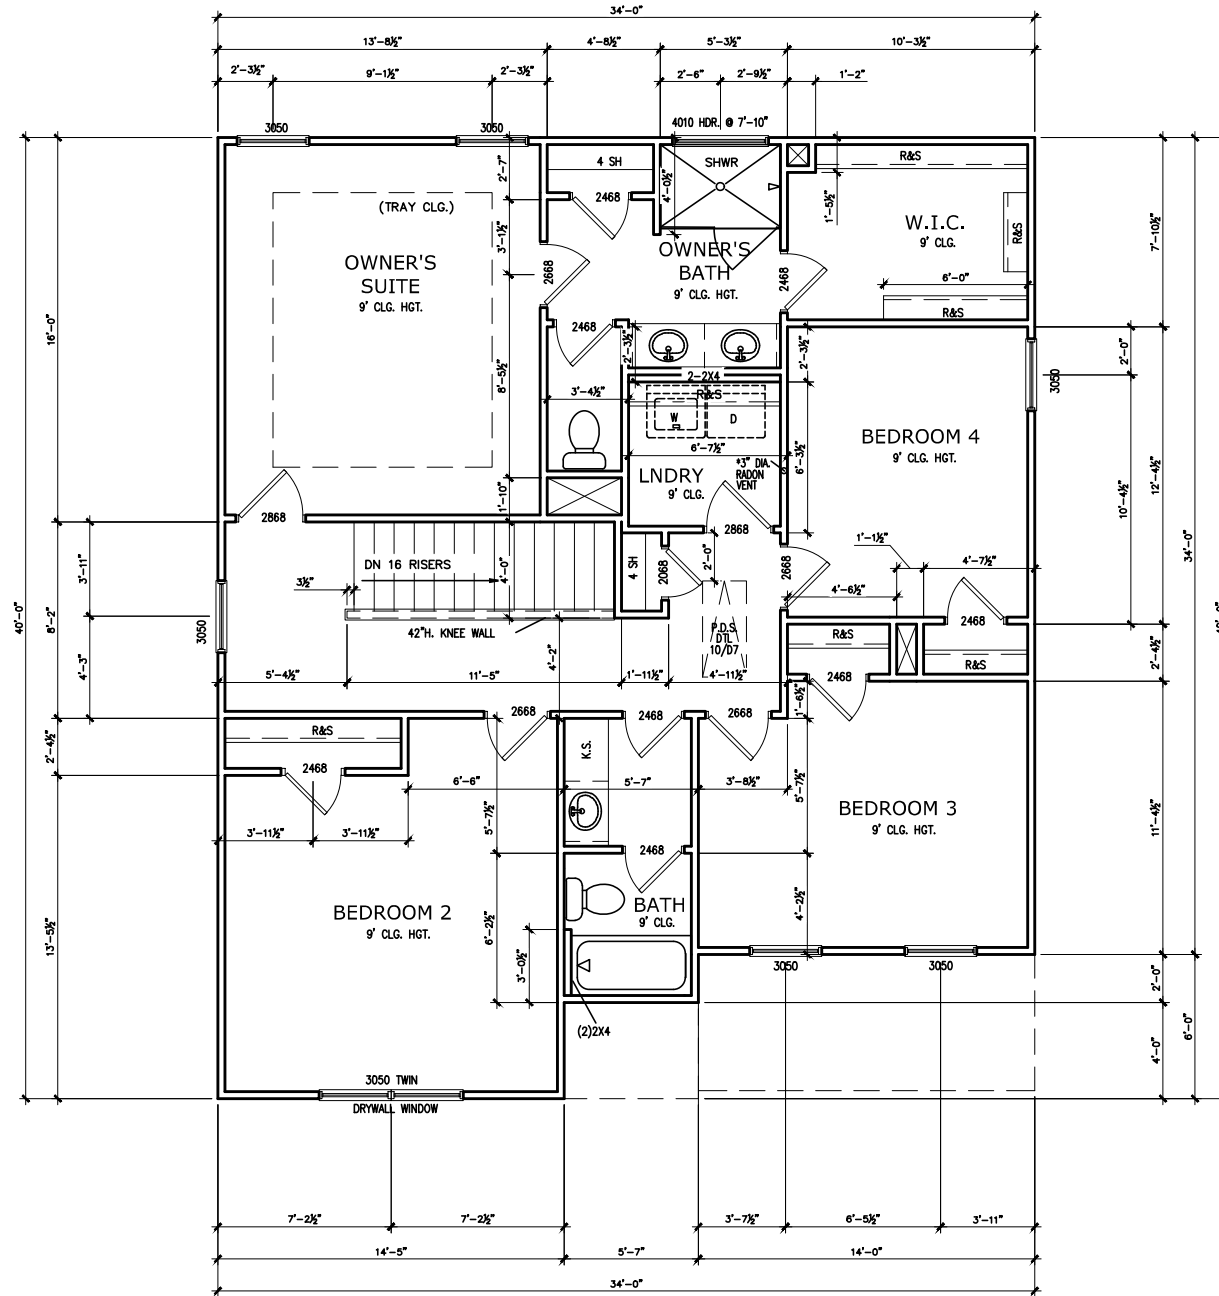 34'-0"
13'-8½"
4'-8½"
5'-3½"
10'-3½"
2'-3½"
9'-1½"
2'-3½"
2'-6"
2'-9½"
1'-2"
3050
3050
4010 HDR. @ 7'-10"
4 SH
SHWR
R&S
2'-7"
4'-0½"
1'-5½"
2468
(TRAY CLG.)
W.I.C.
9' CLG.
R&S
7'-10½"
3'-1½"
OWNER'S
SUITE
9' CLG. HGT.
OWNER'S
BATH
9' CLG. HGT.
2668
2468
6'-0"
R&S
16'-0"
2468
2'-3½"
2'-3½"
2'-0"
3050
2-2X4
R&S
8'-5½"
3'-4½"
W
D
6'-7½"
BEDROOM 4
9' CLG. HGT.
6'-3½"
*3" DIA.
RADON
VENT
LNDRY
9' CLG.
12'-4½"
10'-4½"
1'-10"
2868
2868
34'-0"
3'-11"
4'-0"
DN 16 RISERS
3½"
4 SH
2068
2'-0"
2668
1'-1½"
4'-7½"
4'-6½"
40'-0"
8'-2"
3050
42"H. KNEE WALL
P.D.S.
DTL
10/D7
R&S
2468
R&S
2'-4½"
4'-3"
4'-2"
5'-4½"
11'-5"
1'-11½"
4'-11½"
2468
1'-6½"
2668
2468
2668
2'-4½"
R&S
K.S.
2468
6'-6"
5'-7"
3'-8½"
5'-7½"
5'-7½"
3'-11½"
3'-11½"
BEDROOM 3
9' CLG. HGT.
11'-4½"
2468
BEDROOM 2
9' CLG. HGT.
BATH
9' CLG.
6'-2½"
4'-2½"
3'-0½"
13'-5½"
3050
3050
2'-0"
(2)2X4
4'-0"
6'-0"
3050 TWIN
DRYWALL WINDOW
7'-2½"
7'-2½"
3'-7½"
6'-5½"
3'-11"
14'-5"
5'-7"
14'-0"
34'-0"